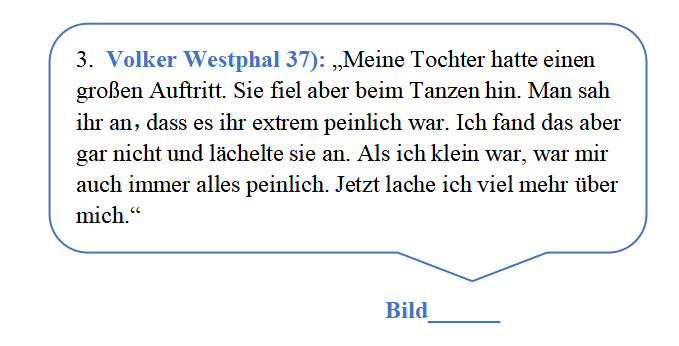 3. Volker Westphal 37): „Meine Tochter hatte einen
großen Auftritt. Sie fiel aber beim Tanzen hin. Man sah
ihr an，dass es ihr extrem peinlich war. Ich fand das aber
gar nicht und lächelte sie an. Als ich klein war, war mir
auch immer alles peinlich. Jetzt lache ich viel mehr über
mich.“
Bild______